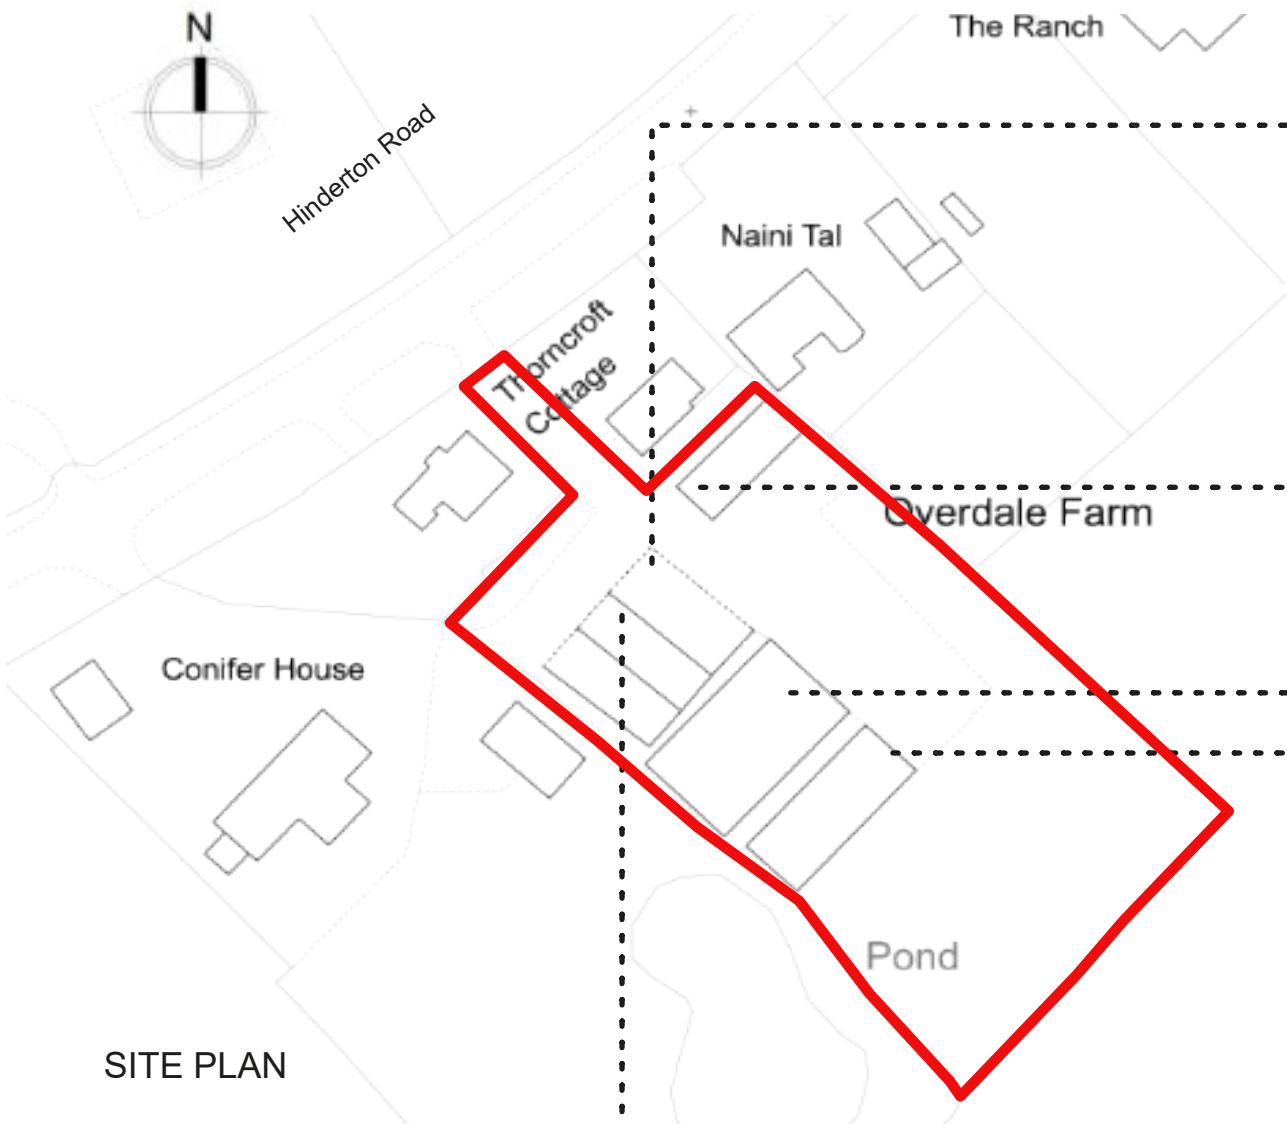 N
The Ranch
Hinderton Road
Naini Tal
Thorncroft
Cottage
Overdale Farm
Conifer House
Pond
SITE PLAN